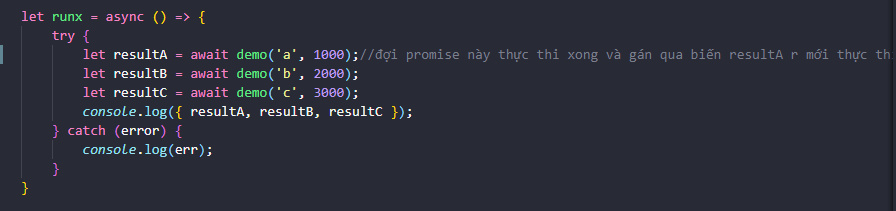 let runx = async () => {
try {
let resultA = await demo('a', 1000);//đợi promise này thực thi xong và gán qua biến resultA r mới thực th
let resultB = await demo('b', 2000);
let resultC = await demo('c', 3000);
console.log({ resultA, resultB, resultC });
} catch (error) {
console.log(err);
}
}